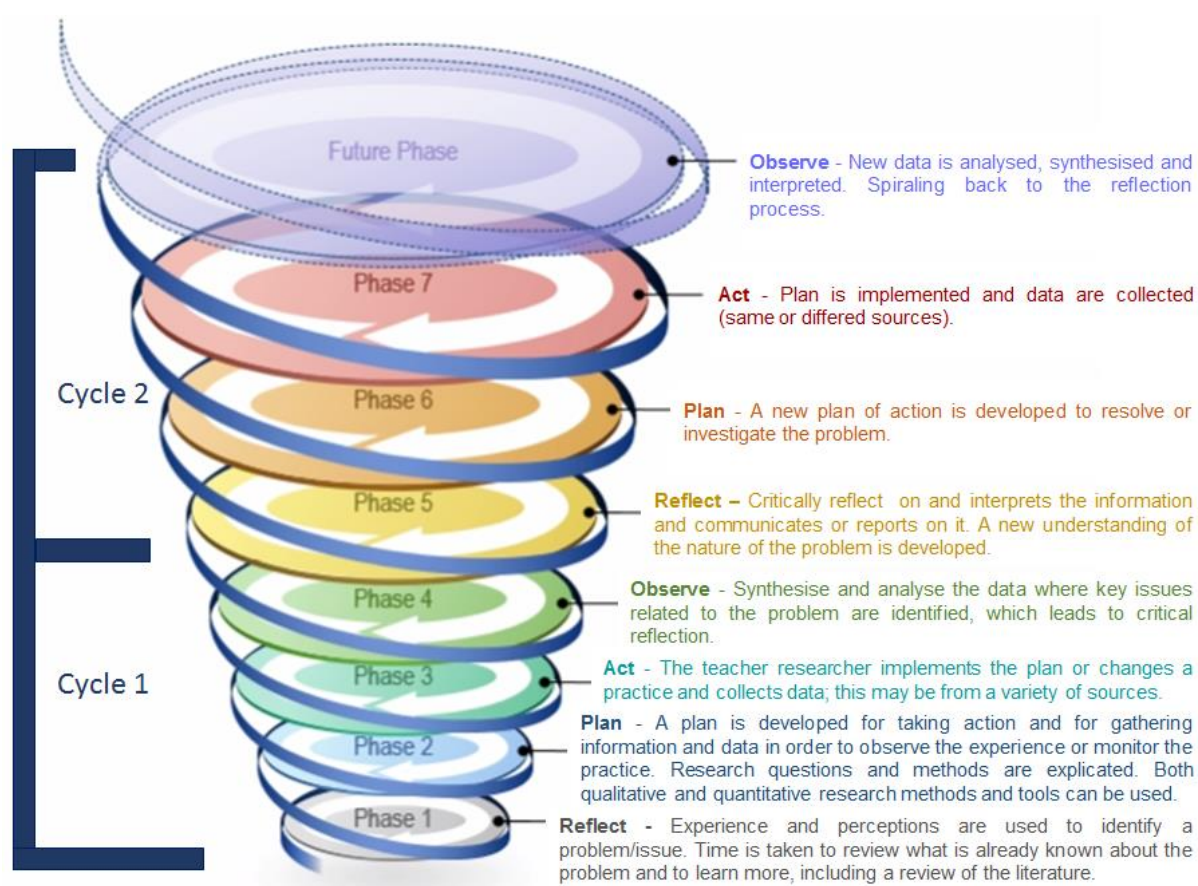 Future Phase
Observe - New data is analysed, synthesised and
interpreted. Spiraling back to the reflection
process.
Phase 7
Act - Plan is implemented and data are collected
(same or differed sources).
Cycle 2
Phase 6
Plan - A new plan of action is developed to resolve or
investigate the problem.
Phase 5
Reflect – Critically reflect on and interprets the information
and communicates or reports on it. A new understanding of
the nature of the problem is developed.
Phase 4
Observe - Synthesise and analyse the data where key issues
related to the problem are identified, which leads to critical
reflection.
Cycle 1
Phase 3
Act - The teacher researcher implements the plan or changes a
practice and collects data; this may be from a variety of sources.
Phase 2
Plan - A plan is developed for taking action and for gathering
information and data in order to observe the experience or monitor the
practice. Research questions and methods are explicated. Both
qualitative and quantitative research methods and tools can be used.
Phase 1
Reflect - Experience and perceptions are used to identify a
problem/issue. Time is taken to review what is already known about the
problem and to learn more, including a review of the literature.